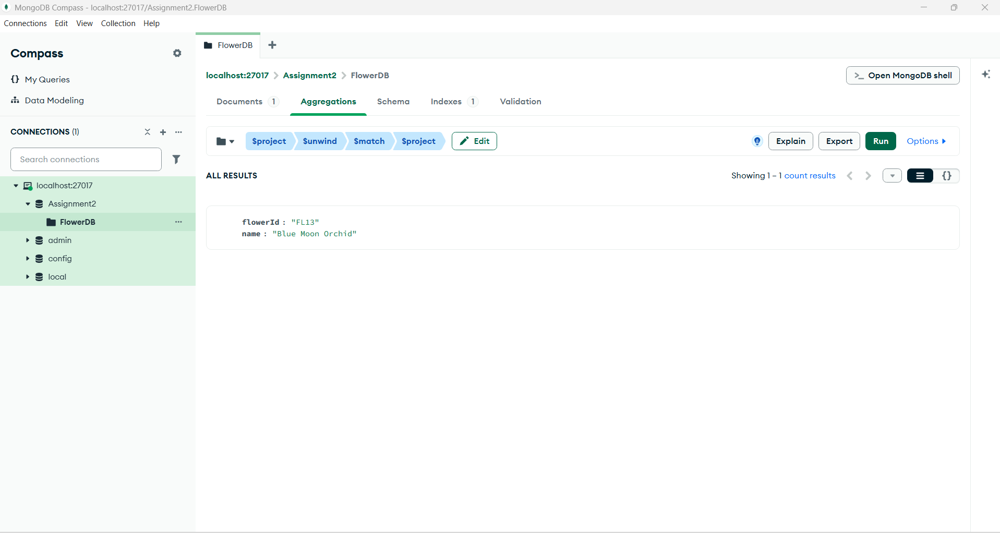 MongoDB Compass - localhost:27017/Assignment2.FlowerDB
Connections Edit View Collection Help
Compass
My Queries
Data Modeling
CONNECTIONS (1)
Search connections
localhost:27017
Assignment2
FlowerDB
admin
config
local
FlowerDB
localhost:27017 > Assignment2 > FlowerDB
>_ Open MongoDB shell
Documents 1 Aggregations Schema Indexes 1 Validation
$project $unwind $match $project Edit
Explain Export Run Options
ALL RESULTS
Showing 1 – 1 count results
flowerId : "FL13"
name : "Blue Moon Orchid"